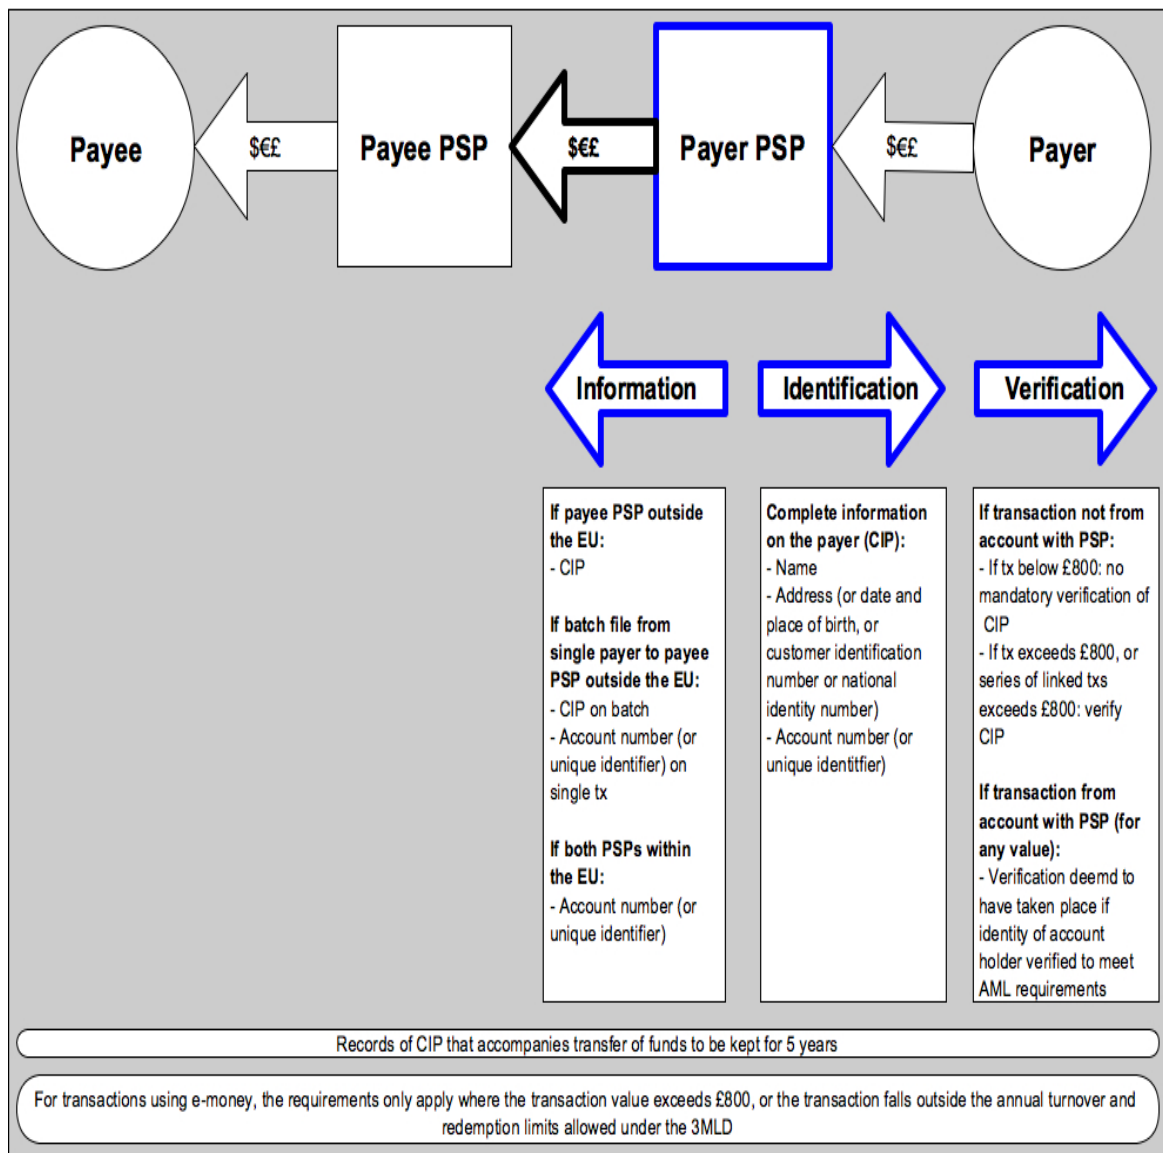 Payee
$€£
Payee PSP
$€£
Payer PSP
$€£
Payer
Information
Identification
Verification
If payee PSP outside
the EU:
- CIP
If batch file from
single payer to payee
PSP outside the EU:
- CIP on batch
- Account number (or
unique identifier) on
single tx
If both PSPs within
the EU:
- Account number (or
unique identifier)
Complete information
on the payer (CIP):
- Name
- Address (or date and
place of birth, or
customer identification
number or national
identity number)
- Account number (or
unique identitfier)
If transaction not from
account with PSP:
- If tx below £800: no
mandatory verification of
CIP
- If tx exceeds £800, or
series of linked txs
exceeds £800: verify
CIP
If transaction from
account with PSP (for
any value):
- Verification deemd to
have taken place if
identity of account
holder verified to meet
AML requirements
Records of CIP that accompanies transfer of funds to be kept for 5 years
For transactions using e-money, the requirements only apply where the transaction value exceeds £800, or the transaction falls outside the annual turnover and
redemption limits allowed under the 3MLD